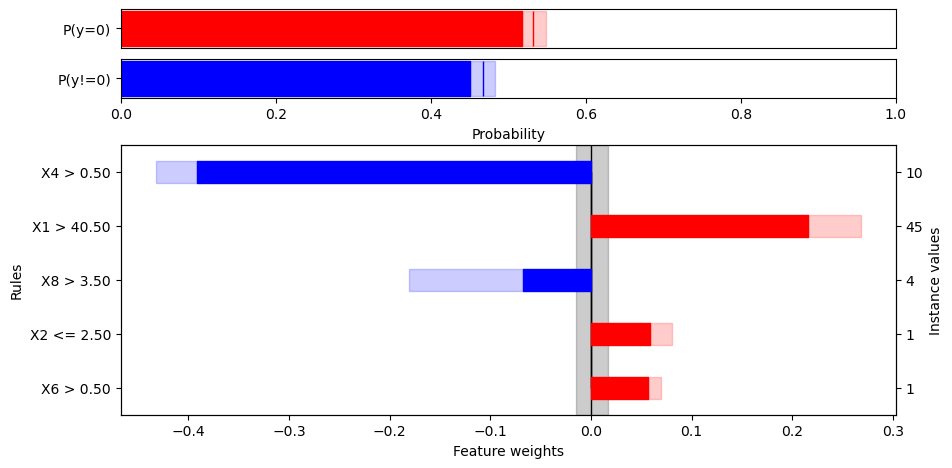 P(y=0)
P(y!=0)
0.0 0.2 0.4 0.6 0.8 1.0
Probability
X4 > 0.50 10
X1 > 40.50 45
X8 > 3.50 4
X2 <= 2.50 1
X6 > 0.50 1
Rules
Instance values
−0.4 −0.3 −0.2 −0.1 0.0 0.1 0.2 0.3
Feature weights